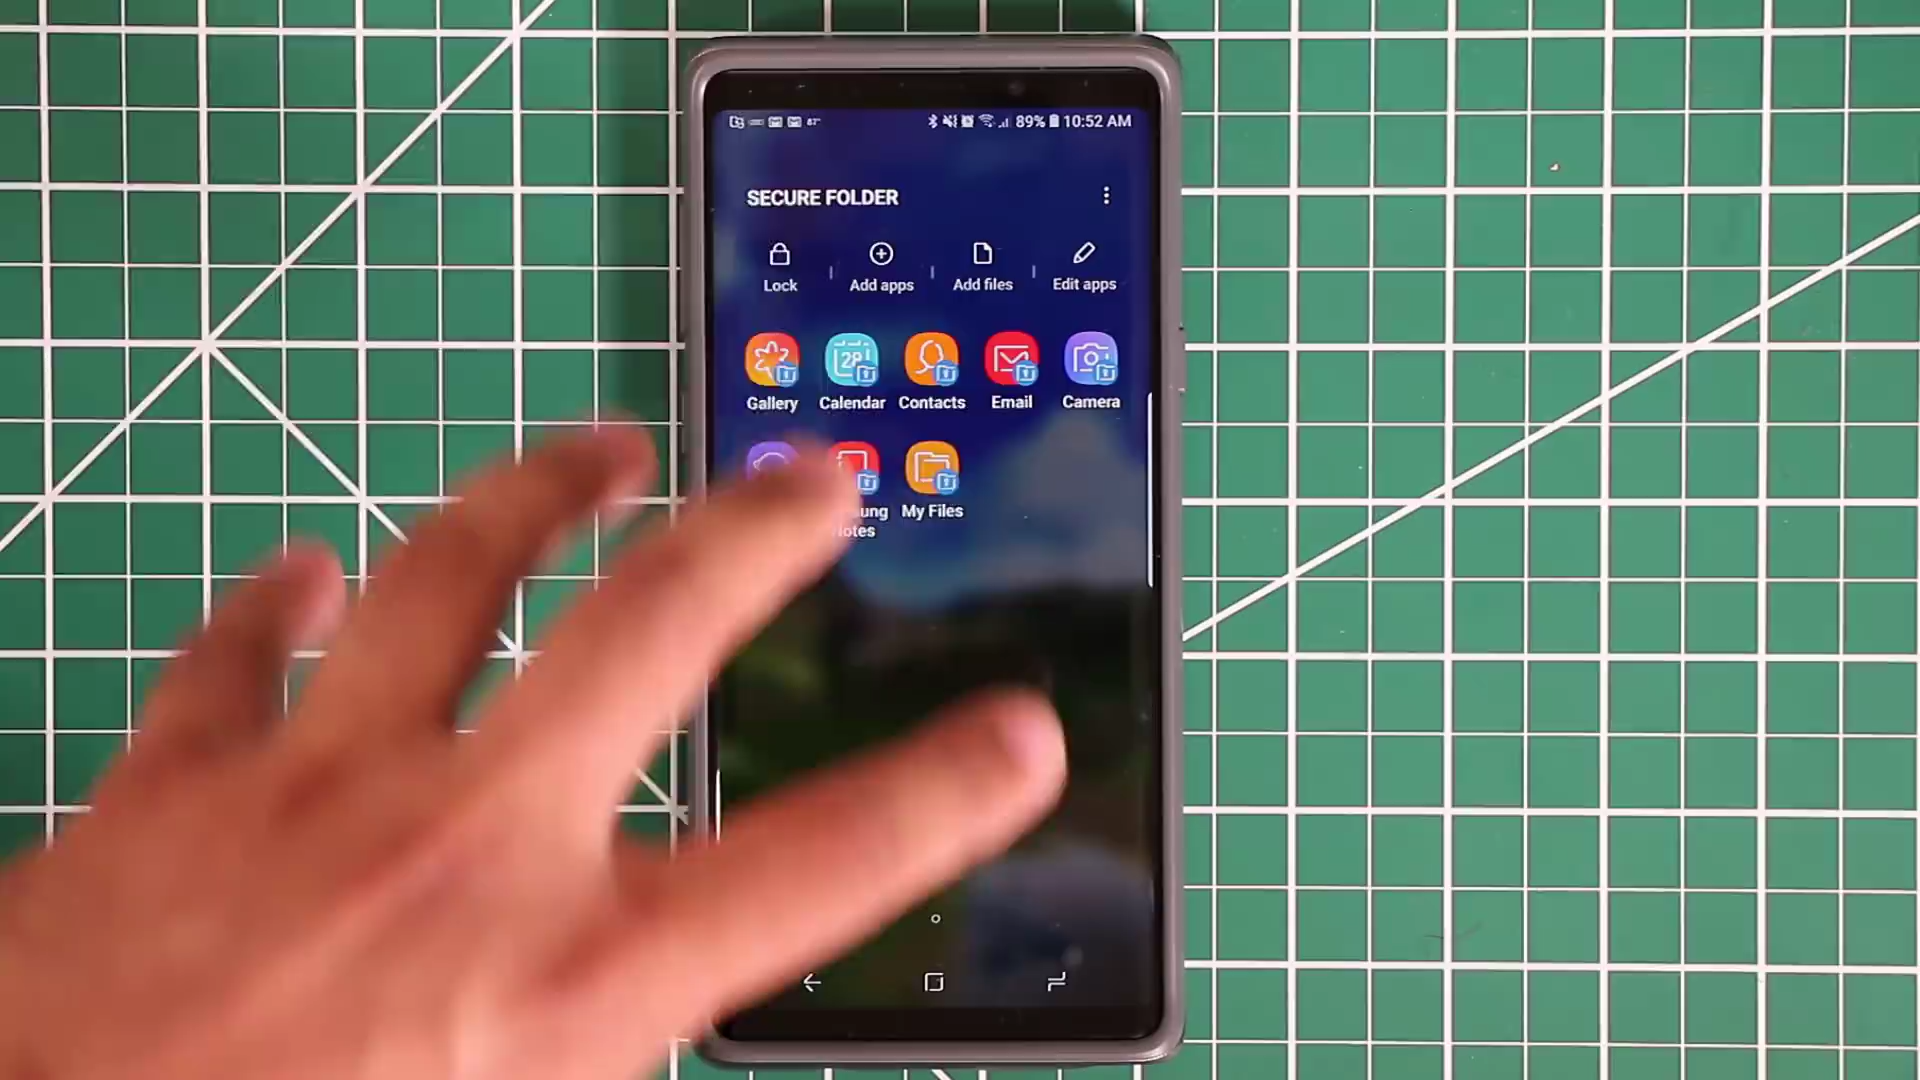 87°
89% 10:52 AM
SECURE FOLDER
Lock
Add apps
Add files
Edit apps
Gallery
Calendar
Contacts
Email
Camera
My Files